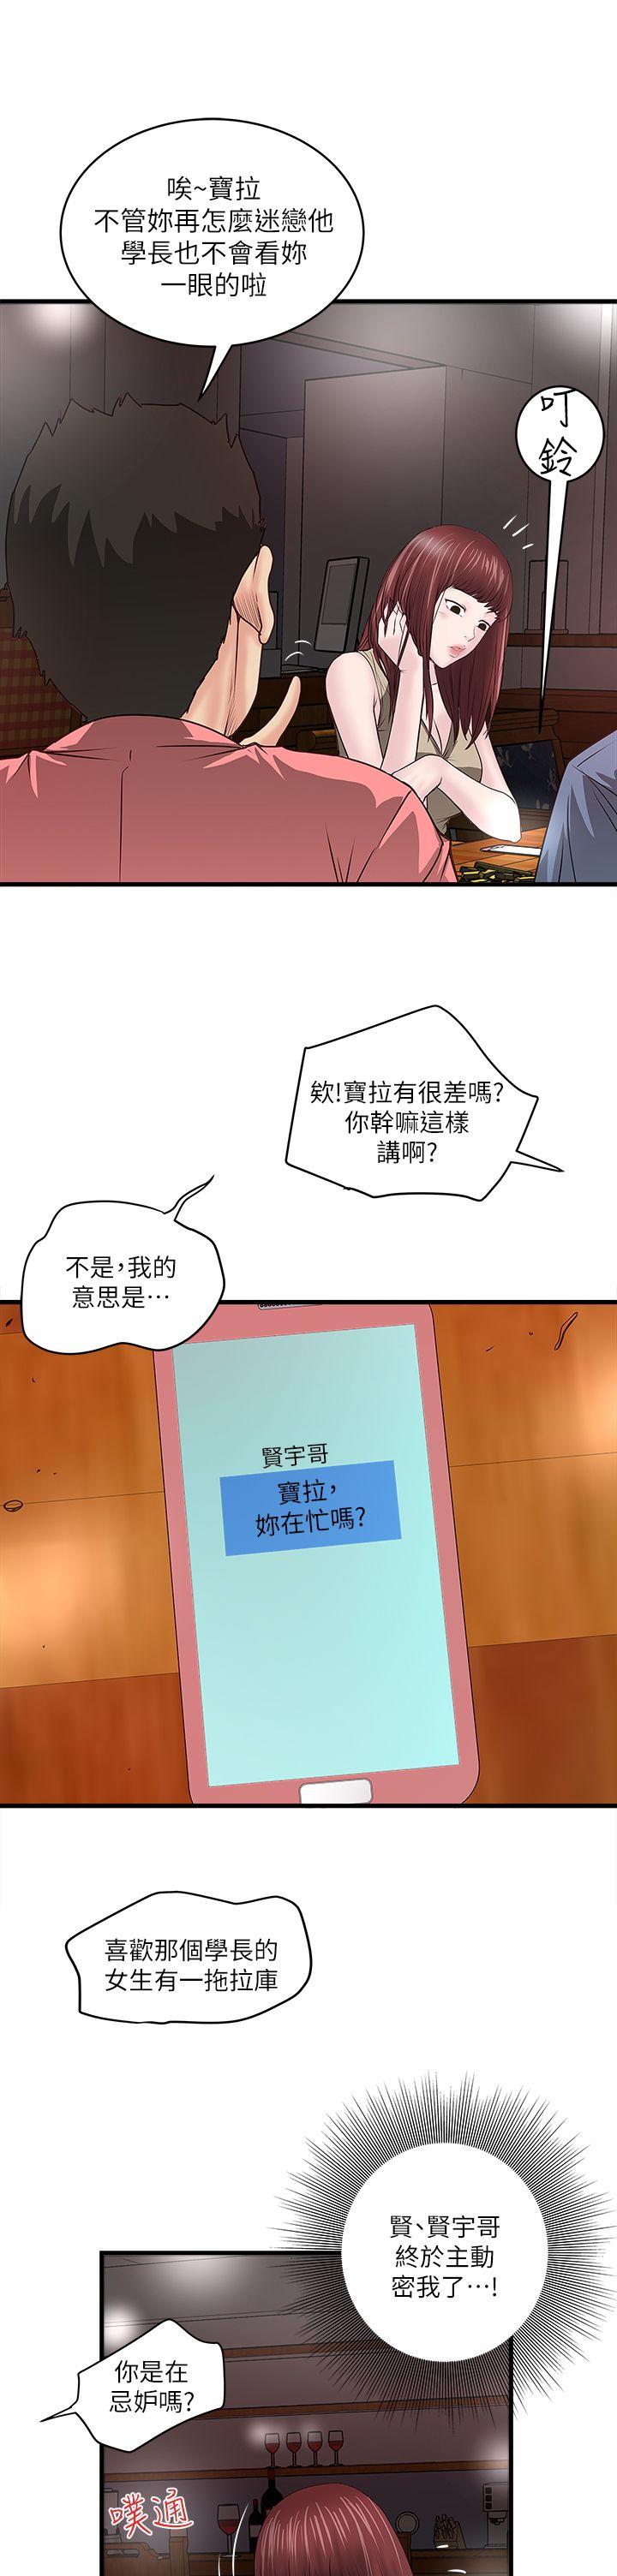 唉~寶拉
不管妳再怎麼迷戀他
學長也不會看妳
一眼的啦
叮
鈴
欸!寶拉有很差嗎?
你幹嘛這樣
講啊?
不是,我的
意思是…
賢宇哥
寶拉,
妳在忙嗎?
喜歡那個學長的
女生有一拖拉庫
賢、賢宇哥
終於主動
密我了…!
你是在
忌妒嗎?
噗通